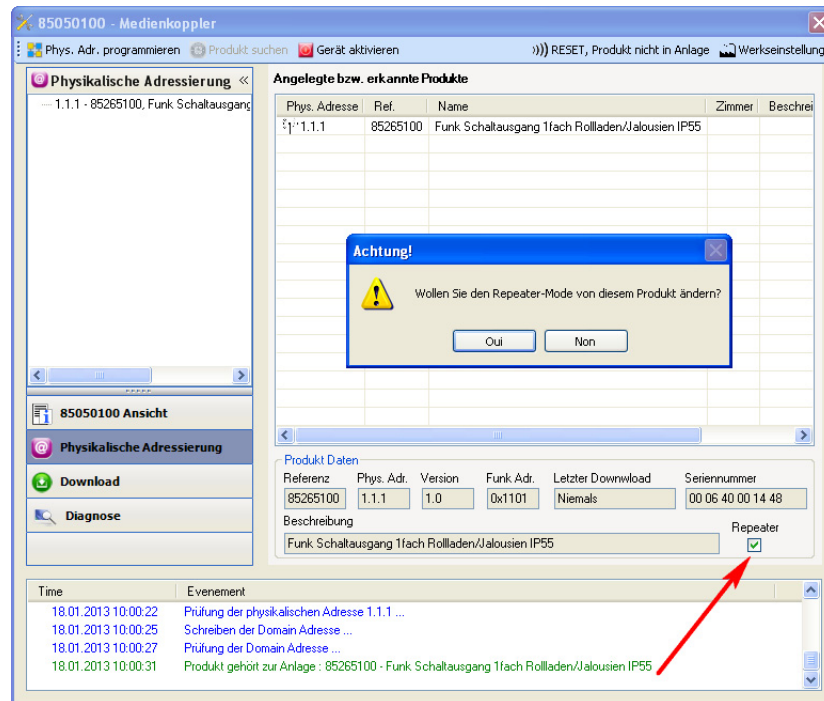 85050100 - Medienkoppler
Phys. Adr. programmieren Produkt suchen Gerät aktivieren RESET, Produkt nicht in Anlage Werkseinstellung
Physikalische Adressierung
1.1.1 - 85265100, Funk Schaltausgang
Angelegte bzw. erkannte Produkte
Phys. Adresse Ref. Name Zimmer Beschrei
1.1.1 85265100 Funk Schaltausgang 1fach Rollladen/Jalousien IP55
Achtung!
Wollen Sie den Repeater-Mode von diesem Produkt ändern?
Oui Non
85050100 Ansicht
Physikalische Adressierung
Download
Diagnose
Produkt Daten
Referenz Phys. Adr. Version Funk Adr. Letzter Downwload Seriennummer
85265100 1.1.1 1.0 0x1101 Niemals 00 06 40 00 14 48
Beschreibung
Repeater
Funk Schaltausgang 1fach Rollladen/Jalousien IP55
Time Evenement
18.01.2013 10:00:22 Prüfung der physikalischen Adresse 1.1.1 ...
18.01.2013 10:00:25 Schreiben der Domain Adresse ...
18.01.2013 10:00:27 Prüfung der Domain Adresse ...
18.01.2013 10:00:31 Produkt gehört zur Anlage : 85265100 - Funk Schaltausgang 1fach Rollladen/Jalousien IP55